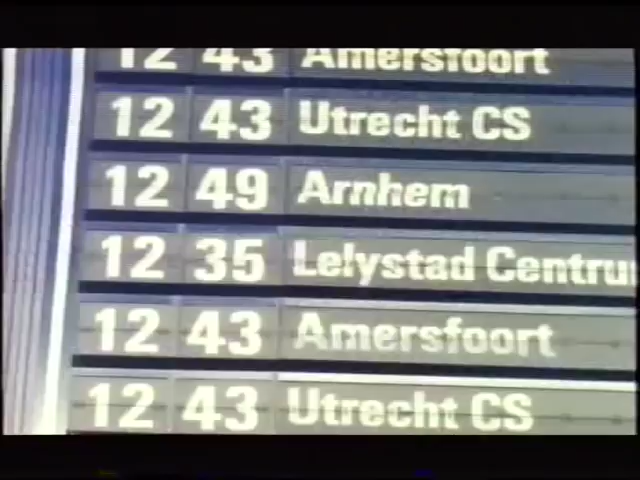 12 43 Amersfoort
12 43 Utrecht CS
12 49 Arnhem
12 35 Lelystad Centru
12 43 Amersfoort
12 43 Utrecht CS